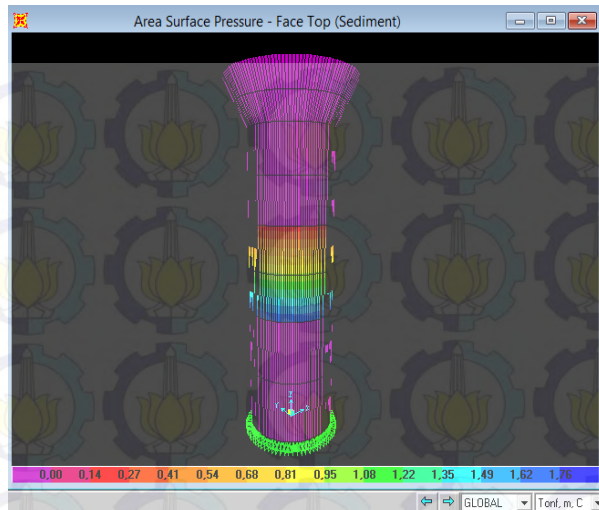 Area Surface Pressure - Face Top (Sediment)
Z
Y X
0,00 0,14 0,27 0,41 0,54 0,68 0,81 0,95 1,08 1,22 1,35 1,49 1,62 1,76
GLOBAL Tonf, m, C